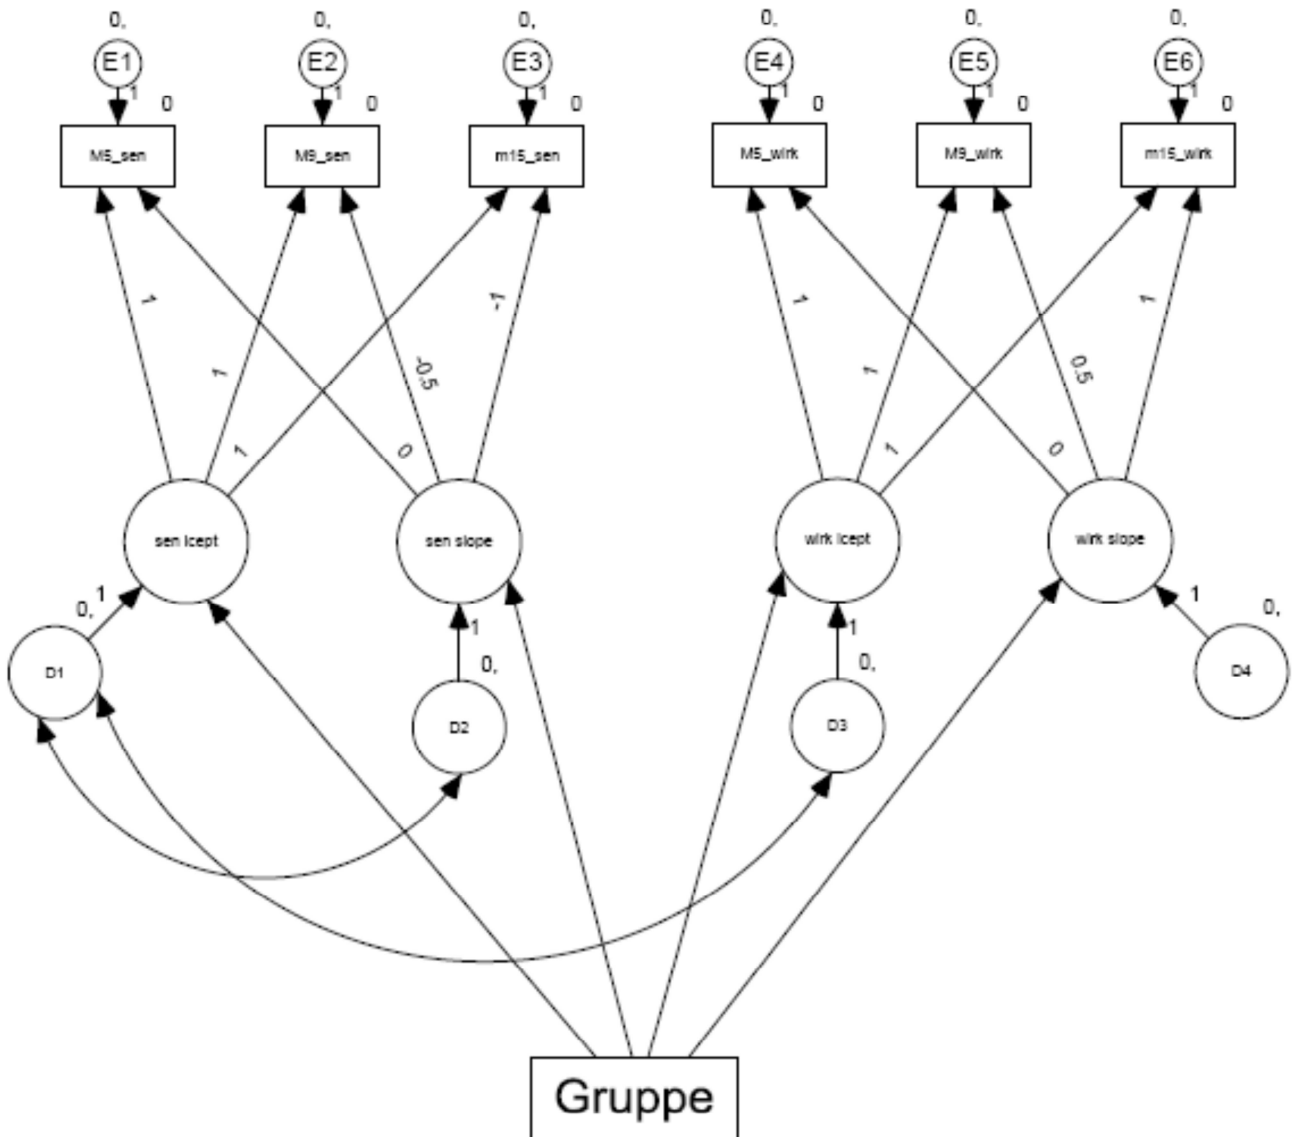 0, 0, 0, 0, 0, 0,
E1 E2 E3 E4 E5 E6
1 0 1 0 1 0 1 0 1 0 1 0
M5_sen M9_sen m15_sen M5_wirk M9_wirk m15_wirk
1 -1 1 1
1 -0,5 1 0,5
1 0 1 0
sen icept sen slope wirk icept wirk slope
0, 1 1 0,
1 1
0, 0,
D1 D4
D2 D3
Gruppe